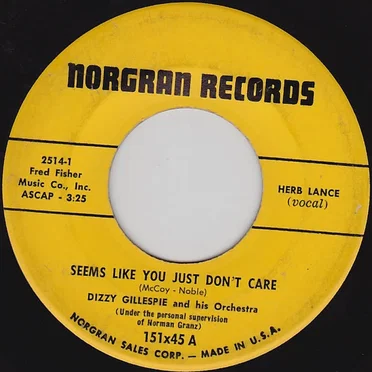 NORGRAN RECORDS
2514-1
Fred Fisher
Music Co., Inc.
ASCAP - 3:25
HERB LANCE
(vocal)
SEEMS LIKE YOU JUST DON'T CARE
(McCoy - Noble)
DIZZY GILLESPIE and his Orchestra
(Under the personal supervision
of Norman Granz)
151x45 A
NORGRAN SALES CORP. — MADE IN U.S.A.